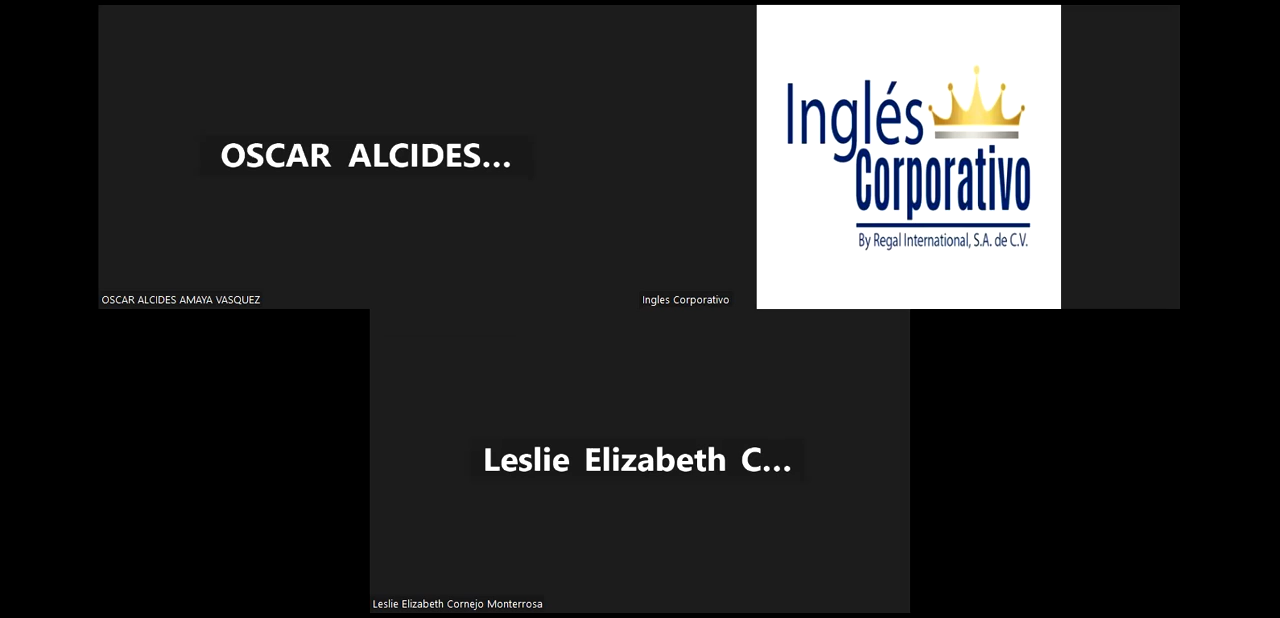 OSCAR ALCIDES...
OSCAR ALCIDES AMAYA VASQUEZ
Inglés
Corporativo
By Regal International, S.A. de C.V.
Ingles Corporativo
Leslie Elizabeth C...
Leslie Elizabeth Cornejo Monterrosa